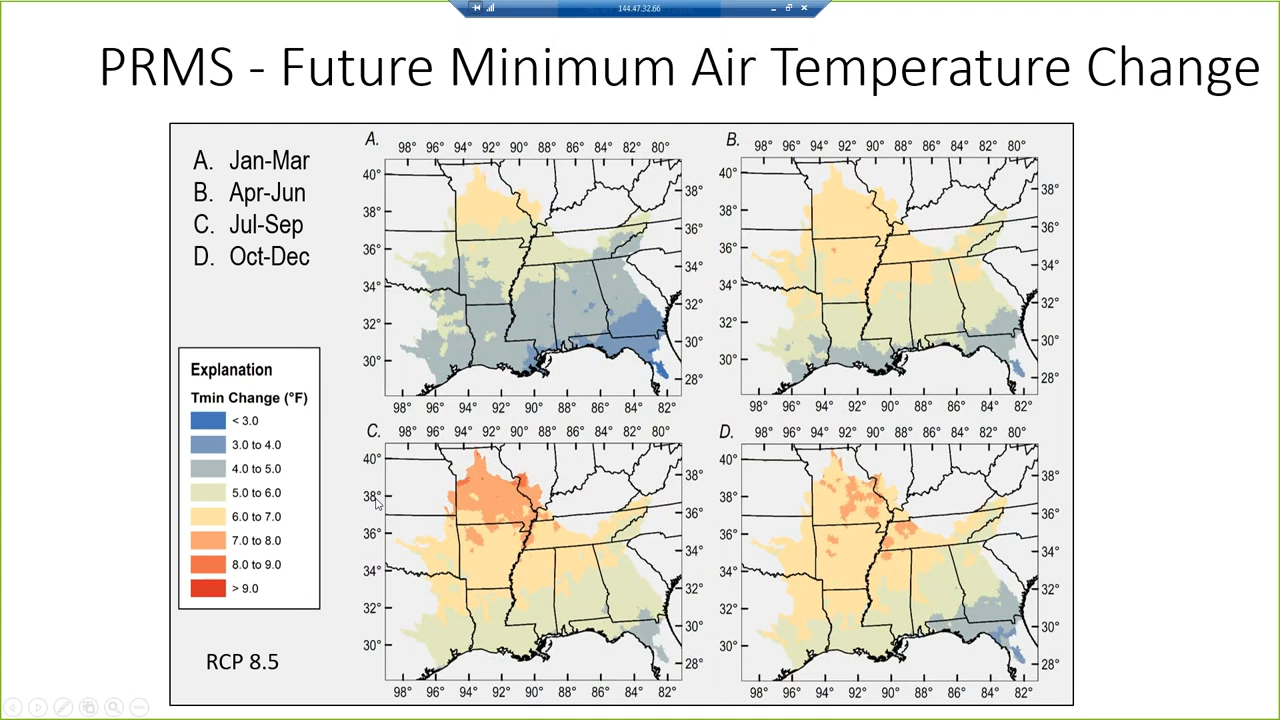 144.47.32.66
PRMS - Future Minimum Air Temperature Change
A. Jan-Mar
B. Apr-Jun
C. Jul-Sep
D. Oct-Dec
Explanation
Tmin Change (°F)
< 3.0
3.0 to 4.0
4.0 to 5.0
5.0 to 6.0
6.0 to 7.0
7.0 to 8.0
8.0 to 9.0
> 9.0
RCP 8.5
A.
98° 96° 94° 92° 90° 88° 86° 84° 82° 80°
40°
38°
36°
34°
32°
30°
38°
36°
34°
32°
30°
28°
98° 96° 94° 92° 90° 88° 86° 84° 82°
B.
98° 96° 94° 92° 90° 88° 86° 84° 82° 80°
40°
38°
36°
34°
32°
30°
38°
36°
34°
32°
30°
28°
98° 96° 94° 92° 90° 88° 86° 84° 82°
C.
98° 96° 94° 92° 90° 88° 86° 84° 82° 80°
40°
38°
36°
34°
32°
30°
38°
36°
34°
32°
30°
28°
98° 96° 94° 92° 90° 88° 86° 84° 82°
D.
98° 96° 94° 92° 90° 88° 86° 84° 82° 80°
40°
38°
36°
34°
32°
30°
38°
36°
34°
32°
30°
28°
98° 96° 94° 92° 90° 88° 86° 84° 82°